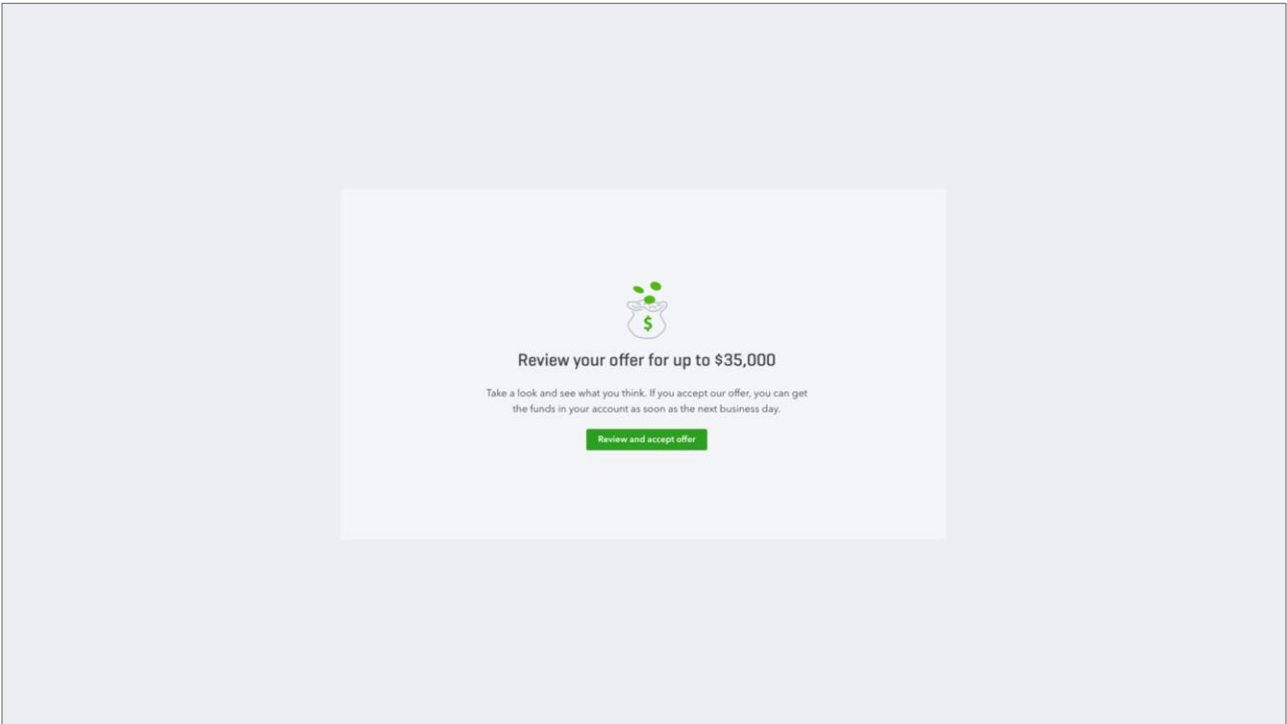 $
Review your offer for up to $35,000
Take a look and see what you think. If you accept our offer, you can get
the funds in your account as soon as the next business day.
Review and accept offer